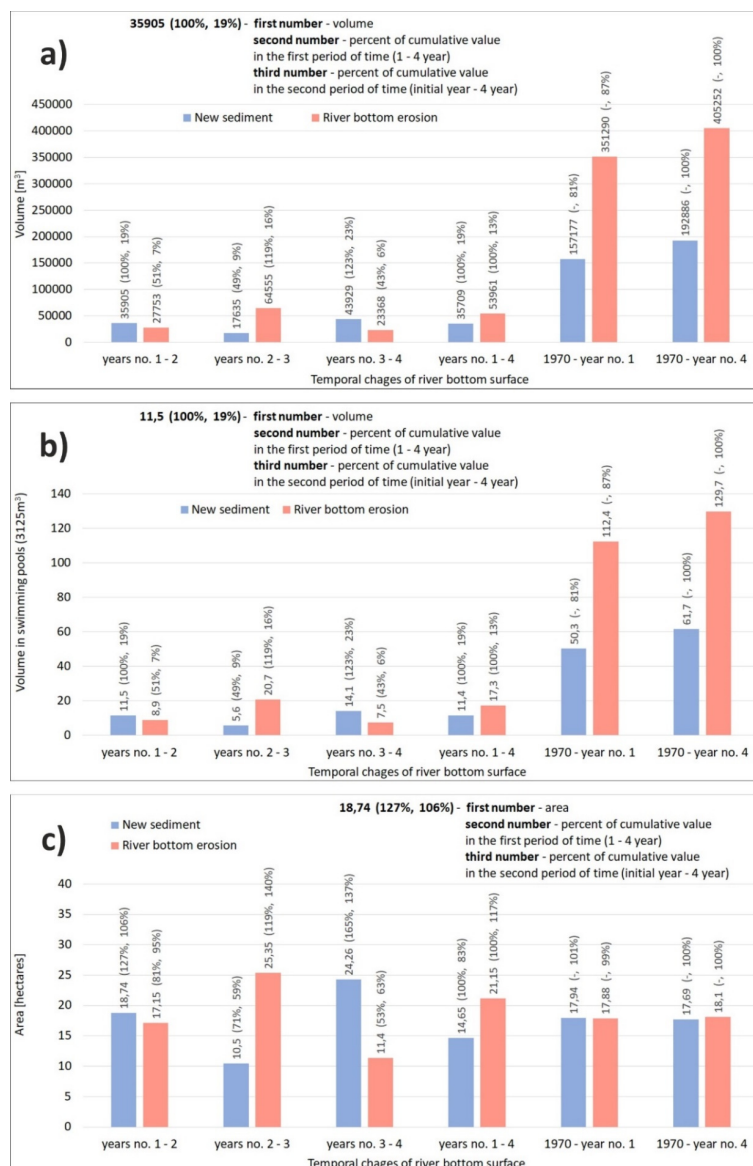 a)
35905 (100%, 19%) - first number - volume
second number - percent of cumulative value
in the first period of time (1 - 4 year)
third number - percent of cumulative value
in the second period of time (initial year - 4 year)
New sediment
River bottom erosion
Volume [m³]
450000
400000
350000
300000
250000
200000
150000
100000
50000
0
35905 (100%, 19%)
27753 (51%, 7%)
17635 (49%, 9%)
64555 (119%, 16%)
43929 (123%, 23%)
23368 (43%, 6%)
35709 (100%, 19%)
53961 (100%, 13%)
157177 (-, 81%)
351290 (-, 87%)
192886 (-, 100%)
405252 (-, 100%)
years no. 1 - 2
years no. 2 - 3
years no. 3 - 4
years no. 1 - 4
1970 - year no. 1
1970 - year no. 4
Temporal chages of river bottom surface
b)
11,5 (100%, 19%) - first number - volume
second number - percent of cumulative value
in the first period of time (1 - 4 year)
third number - percent of cumulative value
in the second period of time (initial year - 4 year)
New sediment
River bottom erosion
Volume in swimming pools (3125m³)
140
120
100
80
60
40
20
0
11,5 (100%, 19%)
8,9 (51%, 7%)
5,6 (49%, 9%)
20,7 (119%, 16%)
14,1 (123%, 23%)
7,5 (43%, 6%)
11,4 (100%, 19%)
17,3 (100%, 13%)
50,3 (-, 81%)
112,4 (-, 87%)
61,7 (-, 100%)
129,7 (-, 100%)
years no. 1 - 2
years no. 2 - 3
years no. 3 - 4
years no. 1 - 4
1970 - year no. 1
1970 - year no. 4
Temporal chages of river bottom surface
c)
18,74 (127%, 106%) - first number - area
second number - percent of cumulative value
in the first period of time (1 - 4 year)
third number - percent of cumulative value
in the second period of time (initial year - 4 year)
New sediment
River bottom erosion
Area [hectares]
40
35
30
25
20
15
10
5
0
18,74 (127%, 106%)
17,15 (81%, 95%)
10,5 (71%, 59%)
25,35 (119%, 140%)
24,26 (165%, 137%)
11,4 (53%, 63%)
14,65 (100%, 83%)
21,15 (100%, 117%)
17,94 (-, 101%)
17,88 (-, 99%)
17,69 (-, 100%)
18,1 (-, 100%)
years no. 1 - 2
years no. 2 - 3
years no. 3 - 4
years no. 1 - 4
1970 - year no. 1
1970 - year no. 4
Temporal chages of river bottom surface